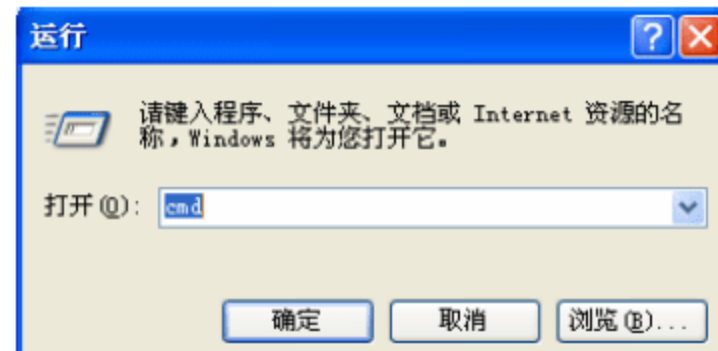 运行
请键入程序、文件夹、文档或 Internet 资源的名
称，Windows 将为您打开它。
打开(O): cmd
确定 取消 浏览(B)...